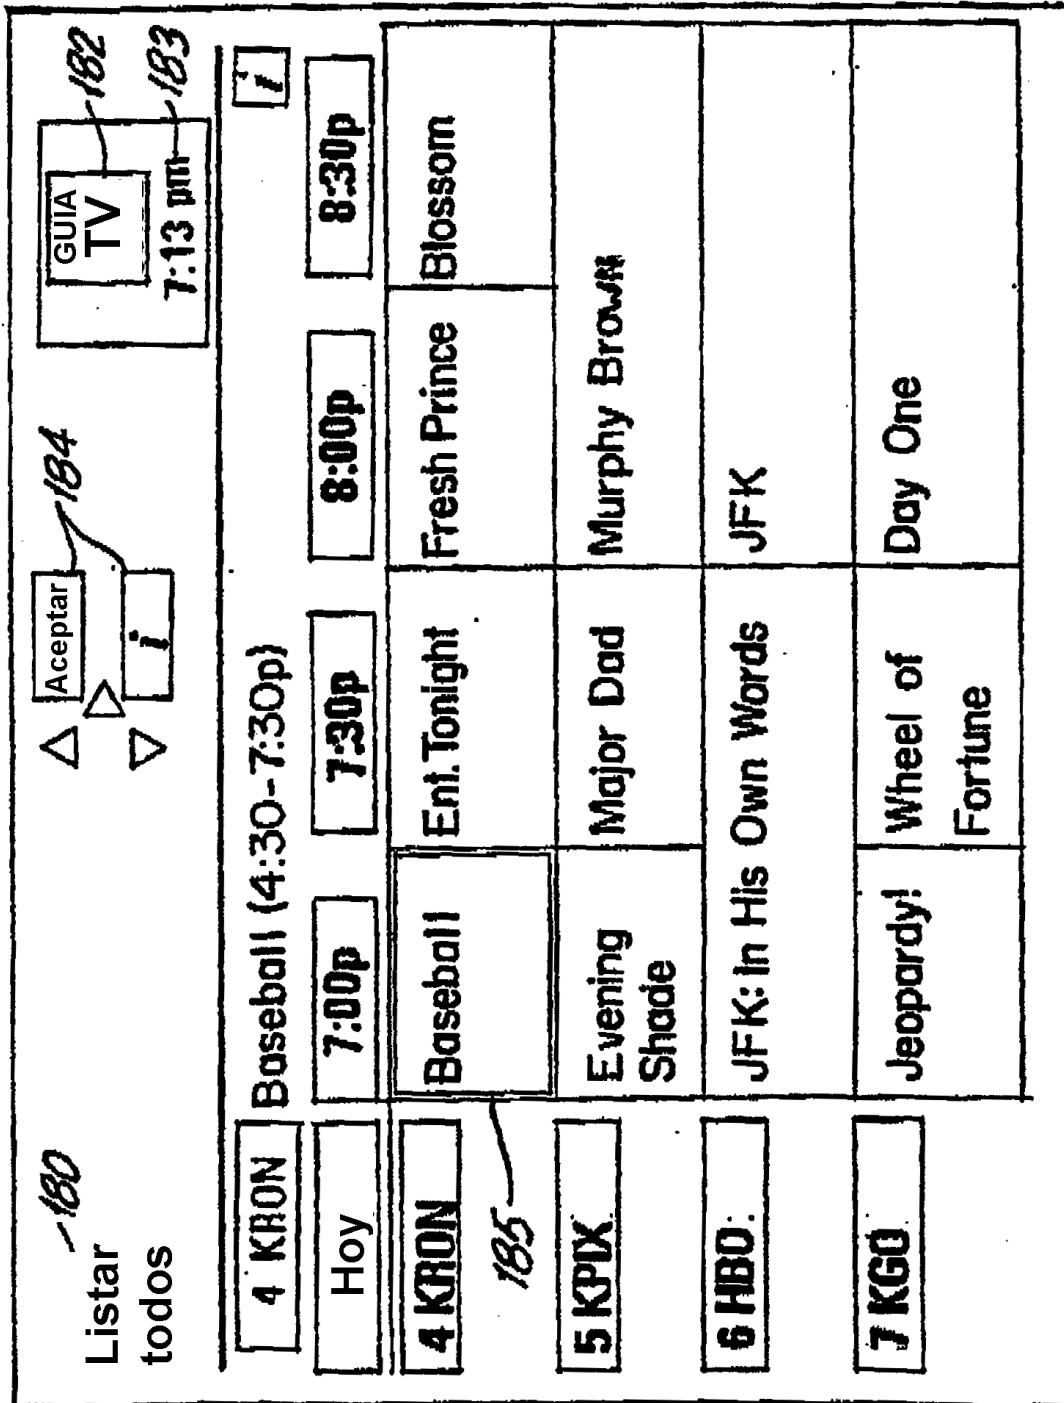 Listar
todos
180
Aceptar
i
184
GUIA
TV
7:13 pm
182
183
4 KRON
Baseball (4:30-7:30p)
i
Hoy
7:00p
7:30p
8:00p
8:30p
4 KRON
Baseball
Ent. Tonight
Fresh Prince
Blossom
185
5 KPIX
Evening
Shade
Major Dad
Murphy Brown
6 HBO
JFK: In His Own Words
JFK
7 KGO
Jeopardy!
Wheel of
Fortune
Day One